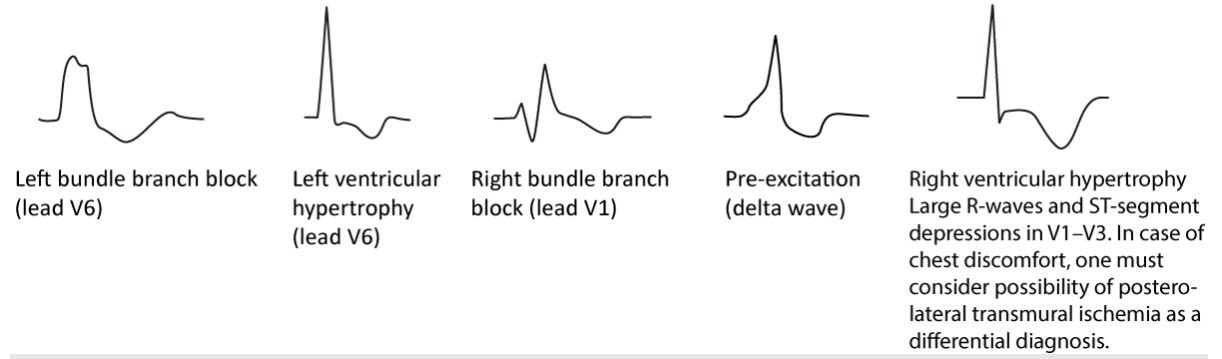 Left bundle branch block
(lead V6)
Left ventricular
hypertrophy
(lead V6)
Right bundle branch
block (lead V1)
Pre-excitation
(delta wave)
Right ventricular hypertrophy
Large R-waves and ST-segment
depressions in V1–V3. In case of
chest discomfort, one must
consider possibility of postero-
lateral transmural ischemia as a
differential diagnosis.